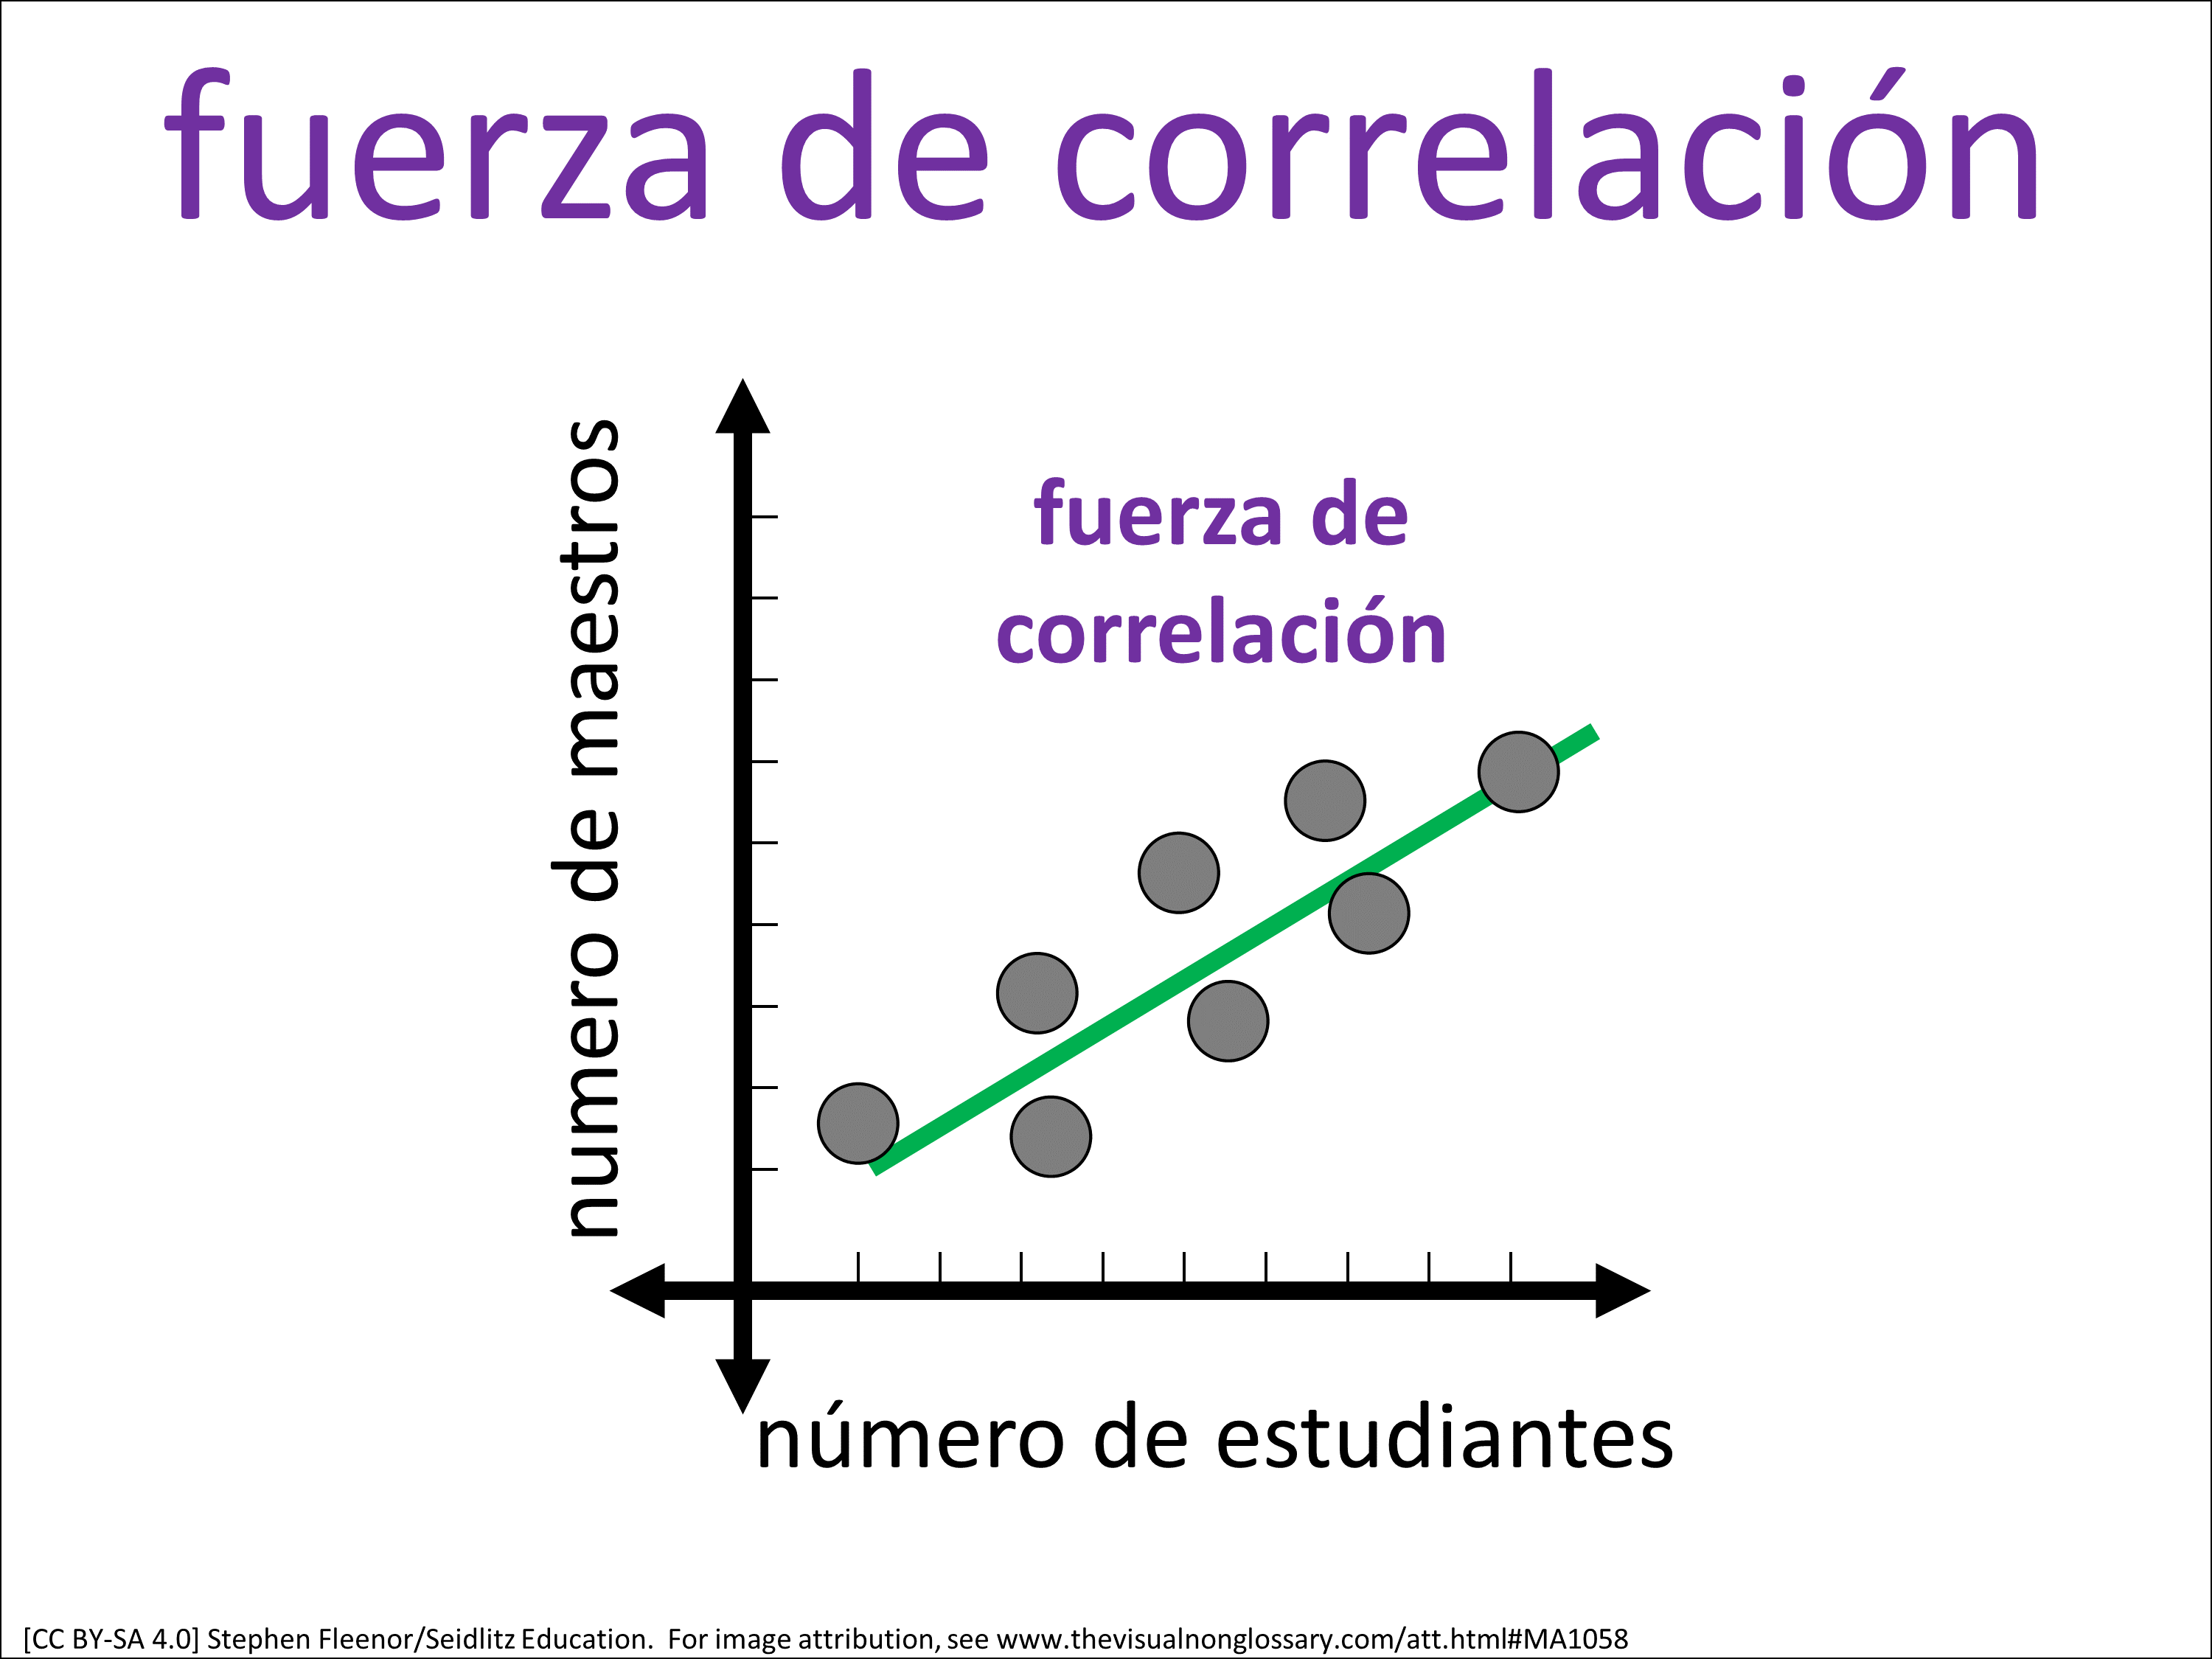 fuerza de correlación
numero de maestros
fuerza de
correlación
número de estudiantes
[CC BY-SA 4.0] Stephen Fleenor/Seidlitz Education.  For image attribution, see www.thevisualnonglossary.com/att.html#MA1058